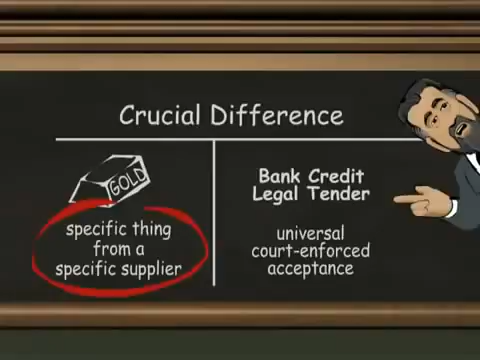 Crucial Difference
GOLD
specific thing
from a
specific supplier
Bank Credit
Legal Tender
universal
court-enforced
acceptance